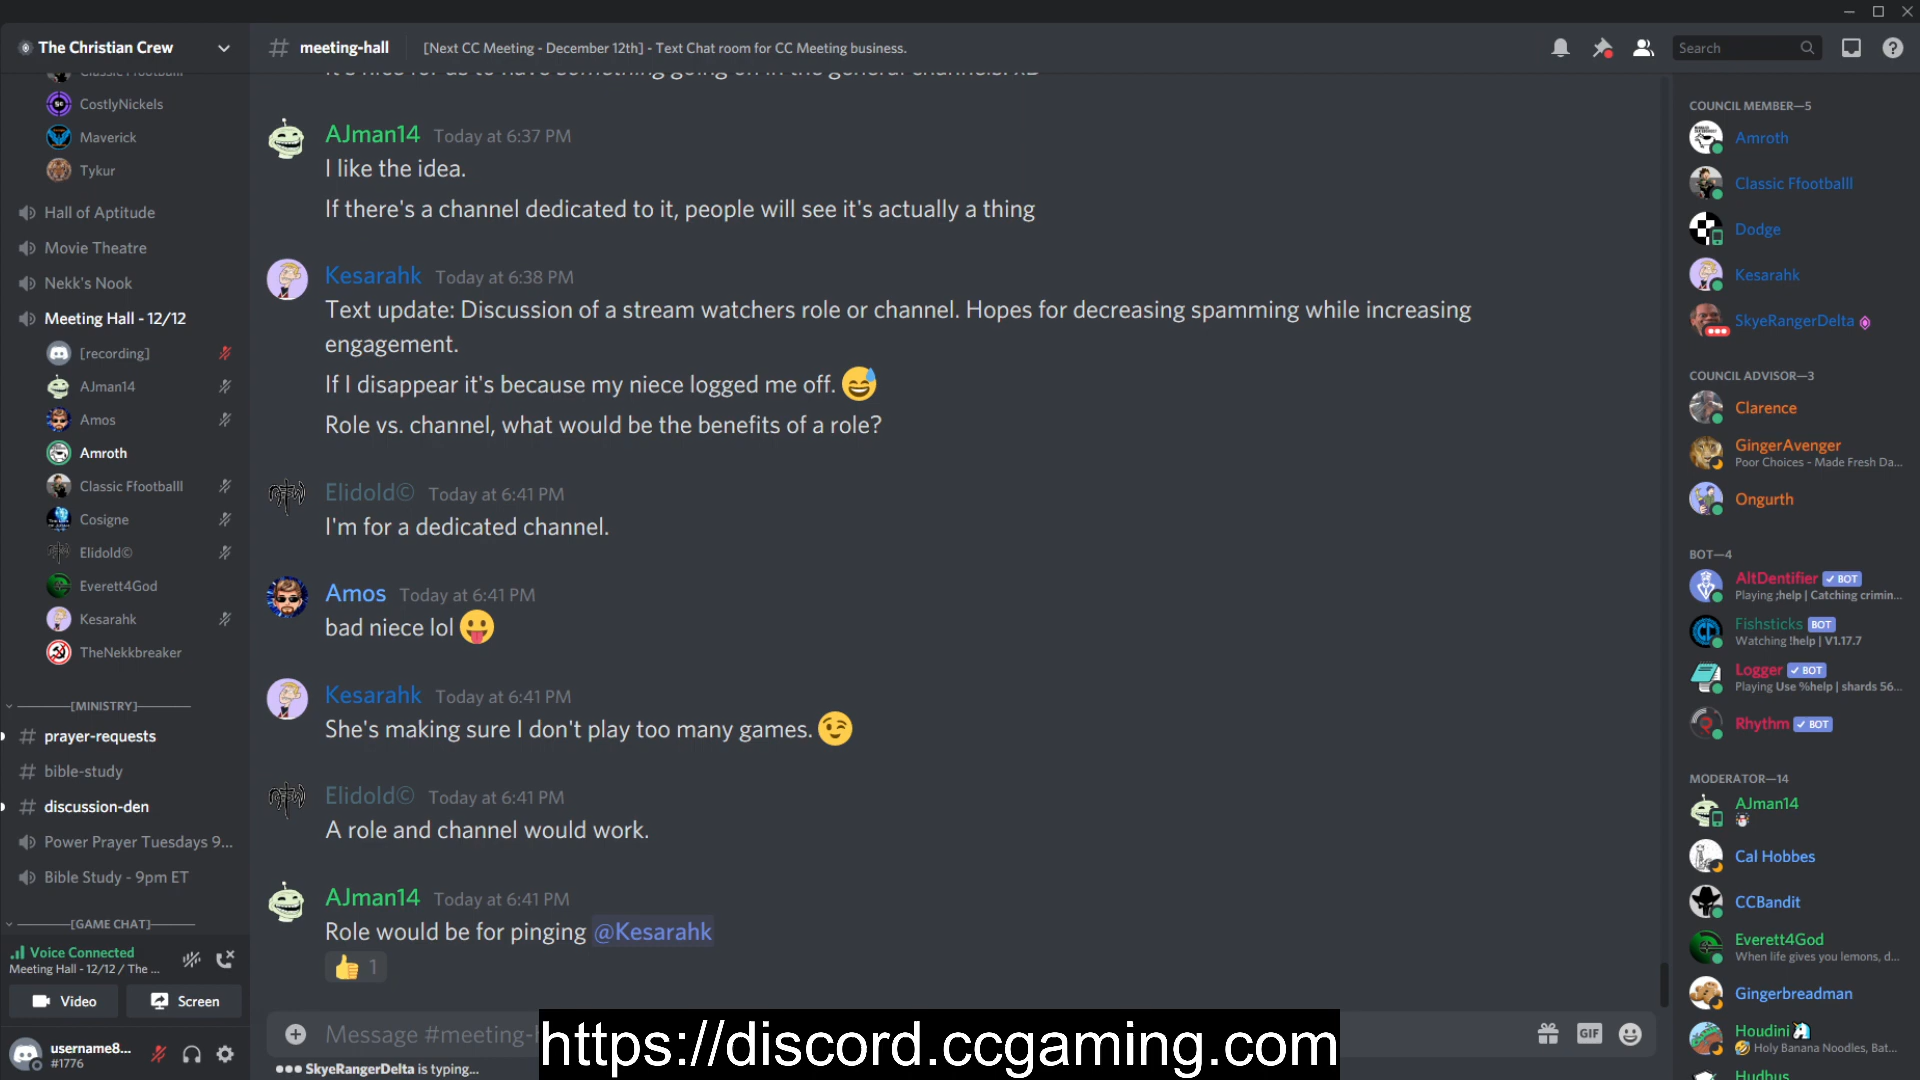 The Christian Crew
CostlyNickels
Maverick
Tykur
Hall of Aptitude
Movie Theatre
Nekk's Nook
Meeting Hall - 12/12
[recording]
AJman14
Amos
Amroth
Classic Ffootballl
Cosigne
Elidold©
Everett4God
Kesarahk
TheNekkbreaker
[MINISTRY]
prayer-requests
bible-study
discussion-den
Power Prayer Tuesdays 9...
Bible Study - 9pm ET
[GAME CHAT]
Voice Connected
Meeting Hall - 12/12 / The ...
Video Screen
username8...
#1776
# meeting-hall [Next CC Meeting - December 12th] - Text Chat room for CC Meeting business.
Search
AJman14 Today at 6:37 PM
I like the idea.
If there's a channel dedicated to it, people will see it's actually a thing
Kesarahk Today at 6:38 PM
Text update: Discussion of a stream watchers role or channel. Hopes for decreasing spamming while increasing
engagement.
If I disappear it's because my niece logged me off. 😅
Role vs. channel, what would be the benefits of a role?
Elidold© Today at 6:41 PM
I'm for a dedicated channel.
Amos Today at 6:41 PM
bad niece lol 😛
Kesarahk Today at 6:41 PM
She's making sure I don't play too many games. 😉
Elidold© Today at 6:41 PM
A role and channel would work.
AJman14 Today at 6:41 PM
Role would be for pinging @Kesarahk
👍 1
Message #meeting-
GIF
https://discord.ccgaming.com
SkyeRangerDelta is typing...
COUNCIL MEMBER—5
Amroth
Classic Ffootballl
Dodge
Kesarahk
SkyeRangerDelta
COUNCIL ADVISOR—3
Clarence
GingerAvenger
Poor Choices - Made Fresh Da...
Ongurth
BOT—4
AltDentifier ✓ BOT
Playing ;help | Catching crimin...
Fishsticks BOT
Watching !help | V1.17.7
Logger ✓ BOT
Playing Use %help | shards 56...
Rhythm ✓ BOT
MODERATOR—14
AJman14
Cal Hobbes
CCBandit
Everett4God
When life gives you lemons, d...
Gingerbreadman
Houdini
Holy Banana Noodles, Bat...